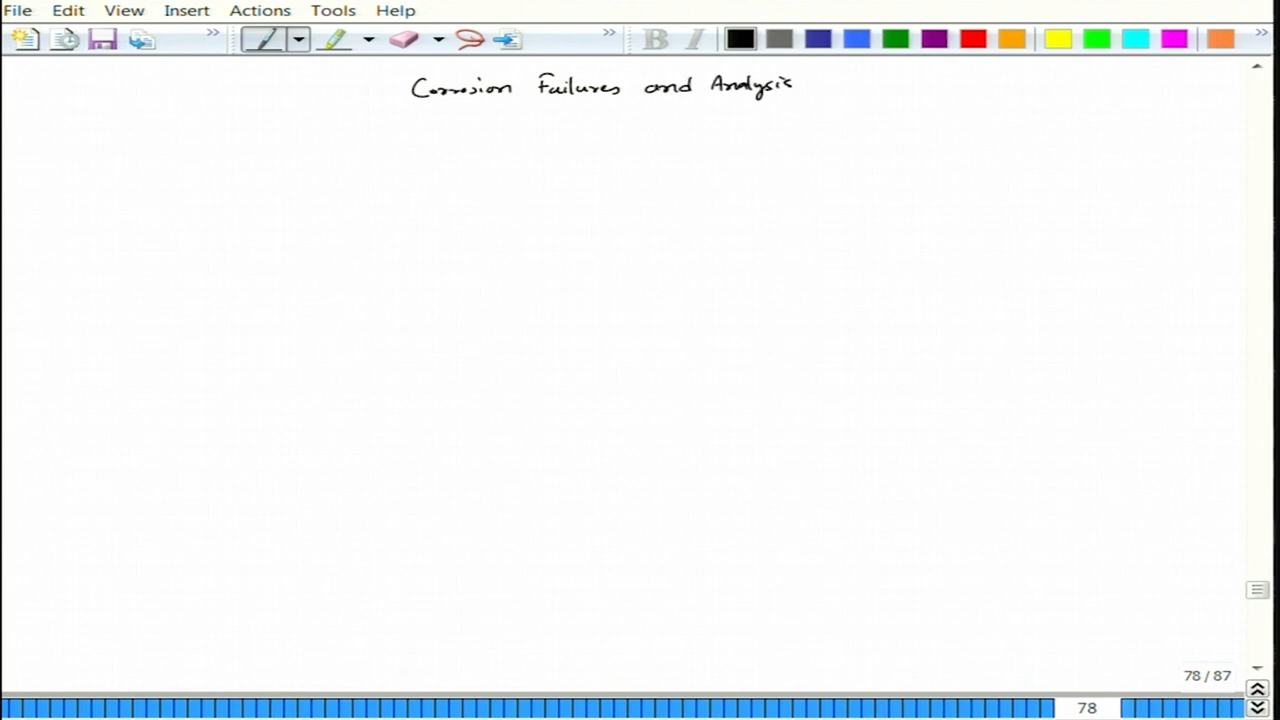 File Edit View Insert Actions Tools Help
B I
Corrosion Failures and Analysis
78 / 87
78